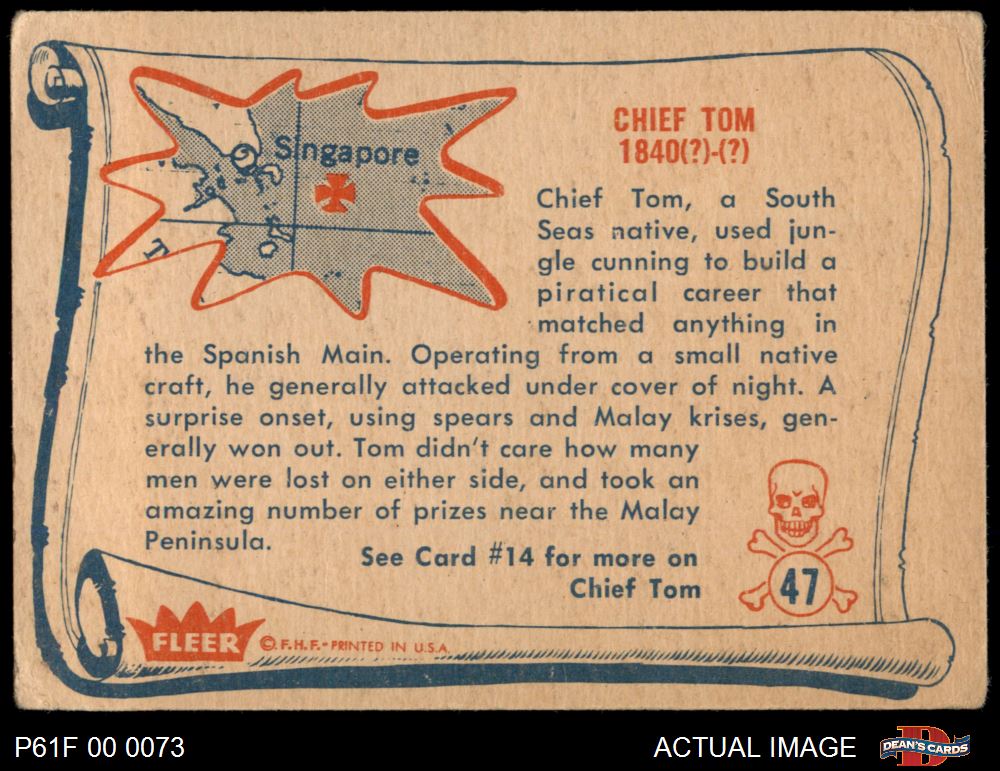 Singapore
T
CHIEF TOM
1840(?)-(?)
Chief Tom, a South
Seas native, used jun-
gle cunning to build a
piratical career that
matched anything in
the Spanish Main. Operating from a small native
craft, he generally attacked under cover of night. A
surprise onset, using spears and Malay krises, gen-
erally won out. Tom didn't care how many
men were lost on either side, and took an
amazing number of prizes near the Malay
Peninsula.
See Card #14 for more on
Chief Tom
47
FLEER
© F.H.F.-PRINTED IN U.S.A.
P61F 00 0073
ACTUAL IMAGE
D
DEAN'S CARDS